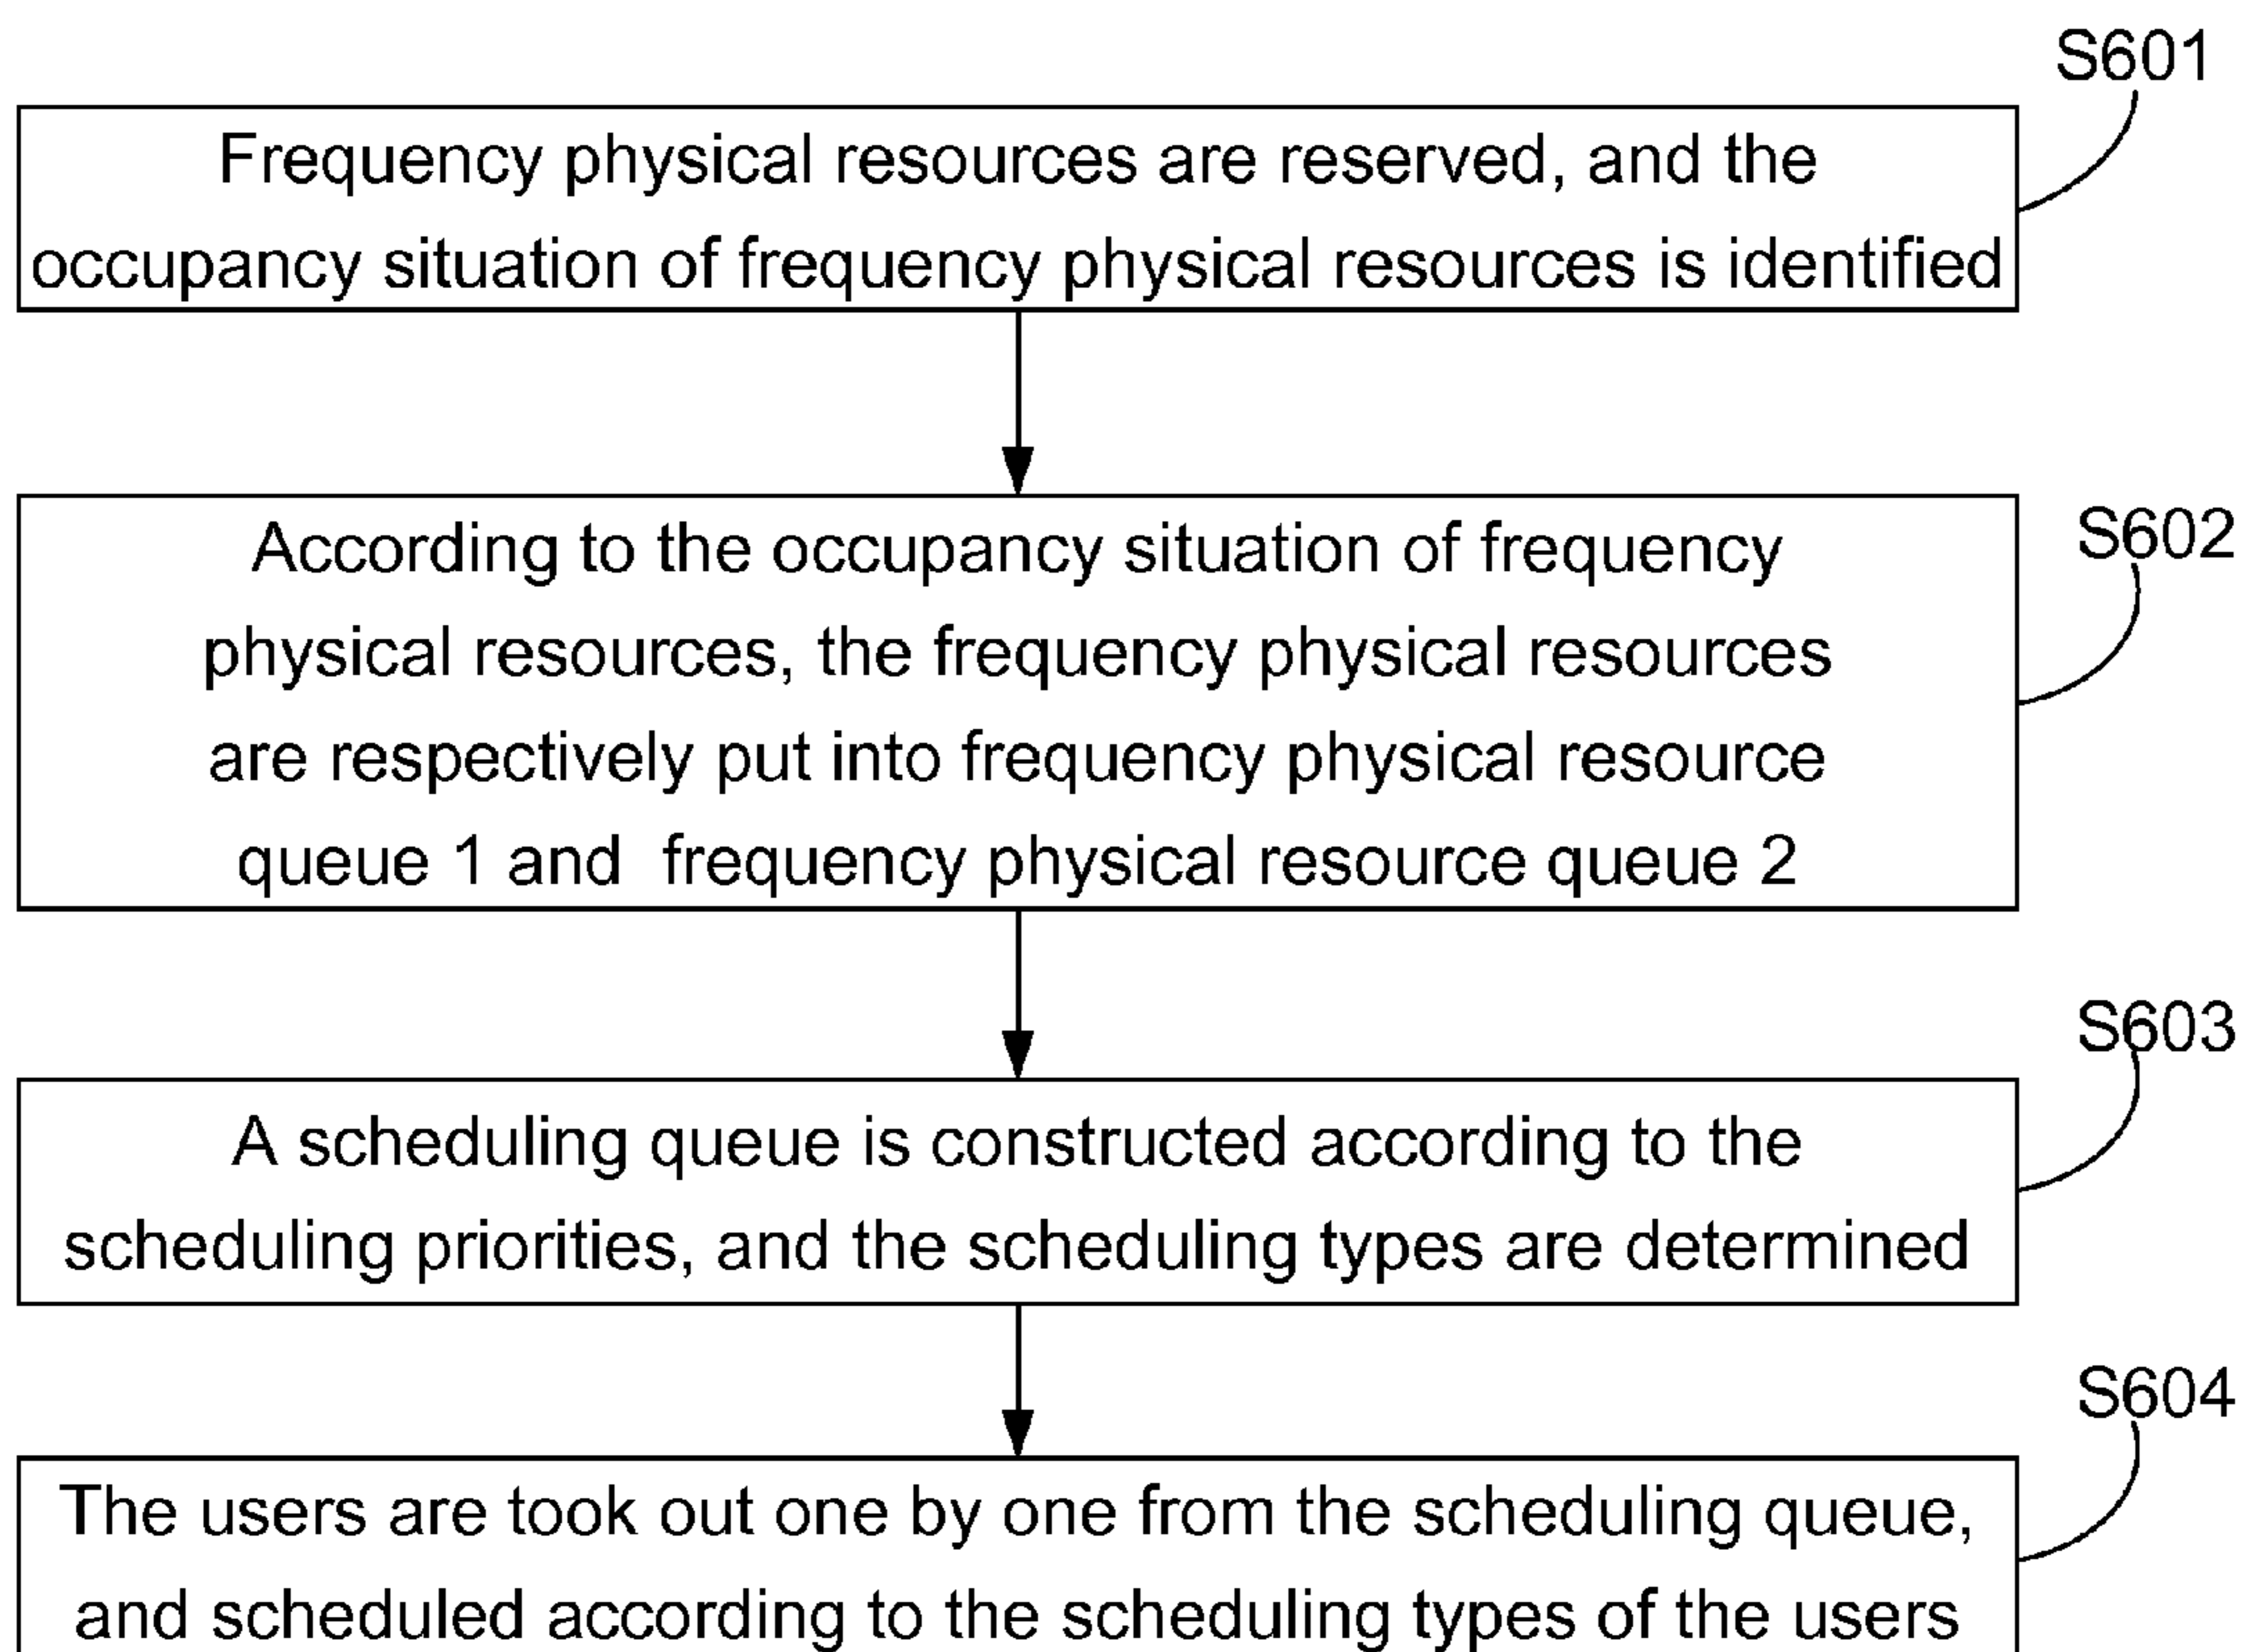 S601
Frequency physical resources are reserved, and the
occupancy situation of frequency physical resources is identified
S602
According to the occupancy situation of frequency
physical resources, the frequency physical resources
are respectively put into frequency physical resource
queue 1 and frequency physical resource queue 2
S603
A scheduling queue is constructed according to the
scheduling priorities, and the scheduling types are determined
S604
The users are took out one by one from the scheduling queue,
and scheduled according to the scheduling types of the users